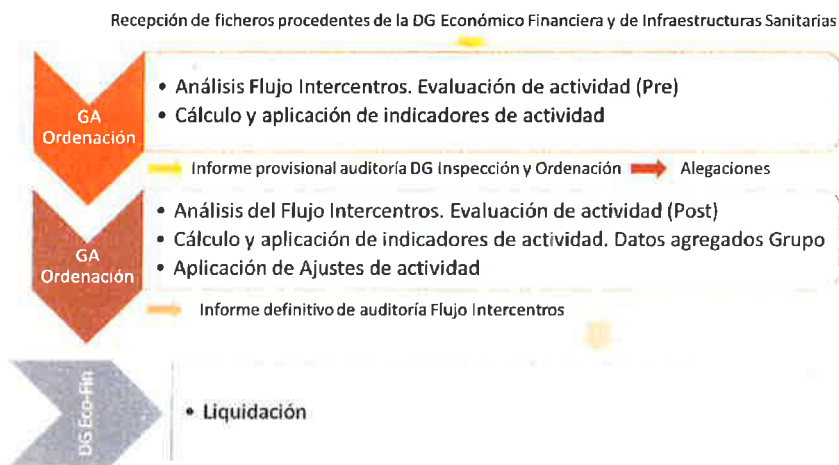 Recepción de ficheros procedentes de la DG Económico Financiera y de Infraestructuras Sanitarias
GA
Ordenación
• Análisis Flujo Intercentros. Evaluación de actividad (Pre)
• Cálculo y aplicación de indicadores de actividad
Informe provisional auditoría DG Inspección y Ordenación
Alegaciones
GA
Ordenación
• Análisis del Flujo Intercentros. Evaluación de actividad (Post)
• Cálculo y aplicación de indicadores de actividad. Datos agregados Grupo
• Aplicación de Ajustes de actividad
Informe definitivo de auditoría Flujo Intercentros
DG Eco-Fin
• Liquidación